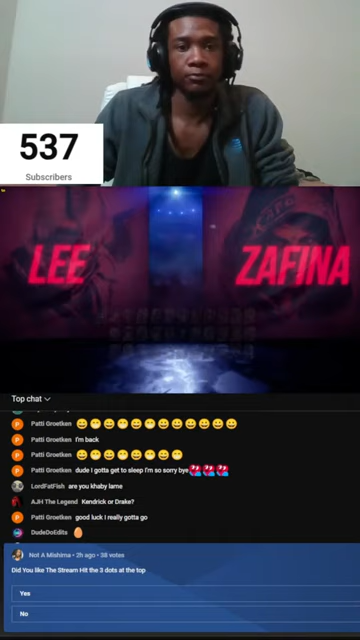 537
Subscribers
LEE
ZAFINA
Top chat
Patti Groetken 😀😁😀😁😀😁😀😀😀😀😀😀😀
Patti Groetken I'm back
Patti Groetken 😀😁😀😁😀😁😀😀😁
Patti Groetken dude I gotta get to sleep I'm so sorry bye
LordFatFish are you khaby lame
AJH The Legend Kendrick or Drake?
Patti Groetken good luck I really gotta go
DudeDoEdits 🥚
Not A Mishima • 2h ago • 38 votes
Did You like The Stream Hit the 3 dots at the top
Yes
No